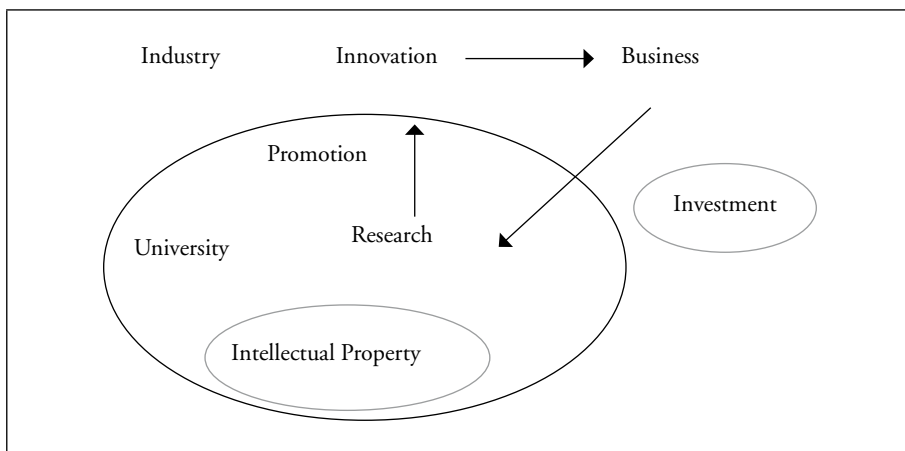 Industry Innovation Business
Promotion
Investment
Research
University
Intellectual Property